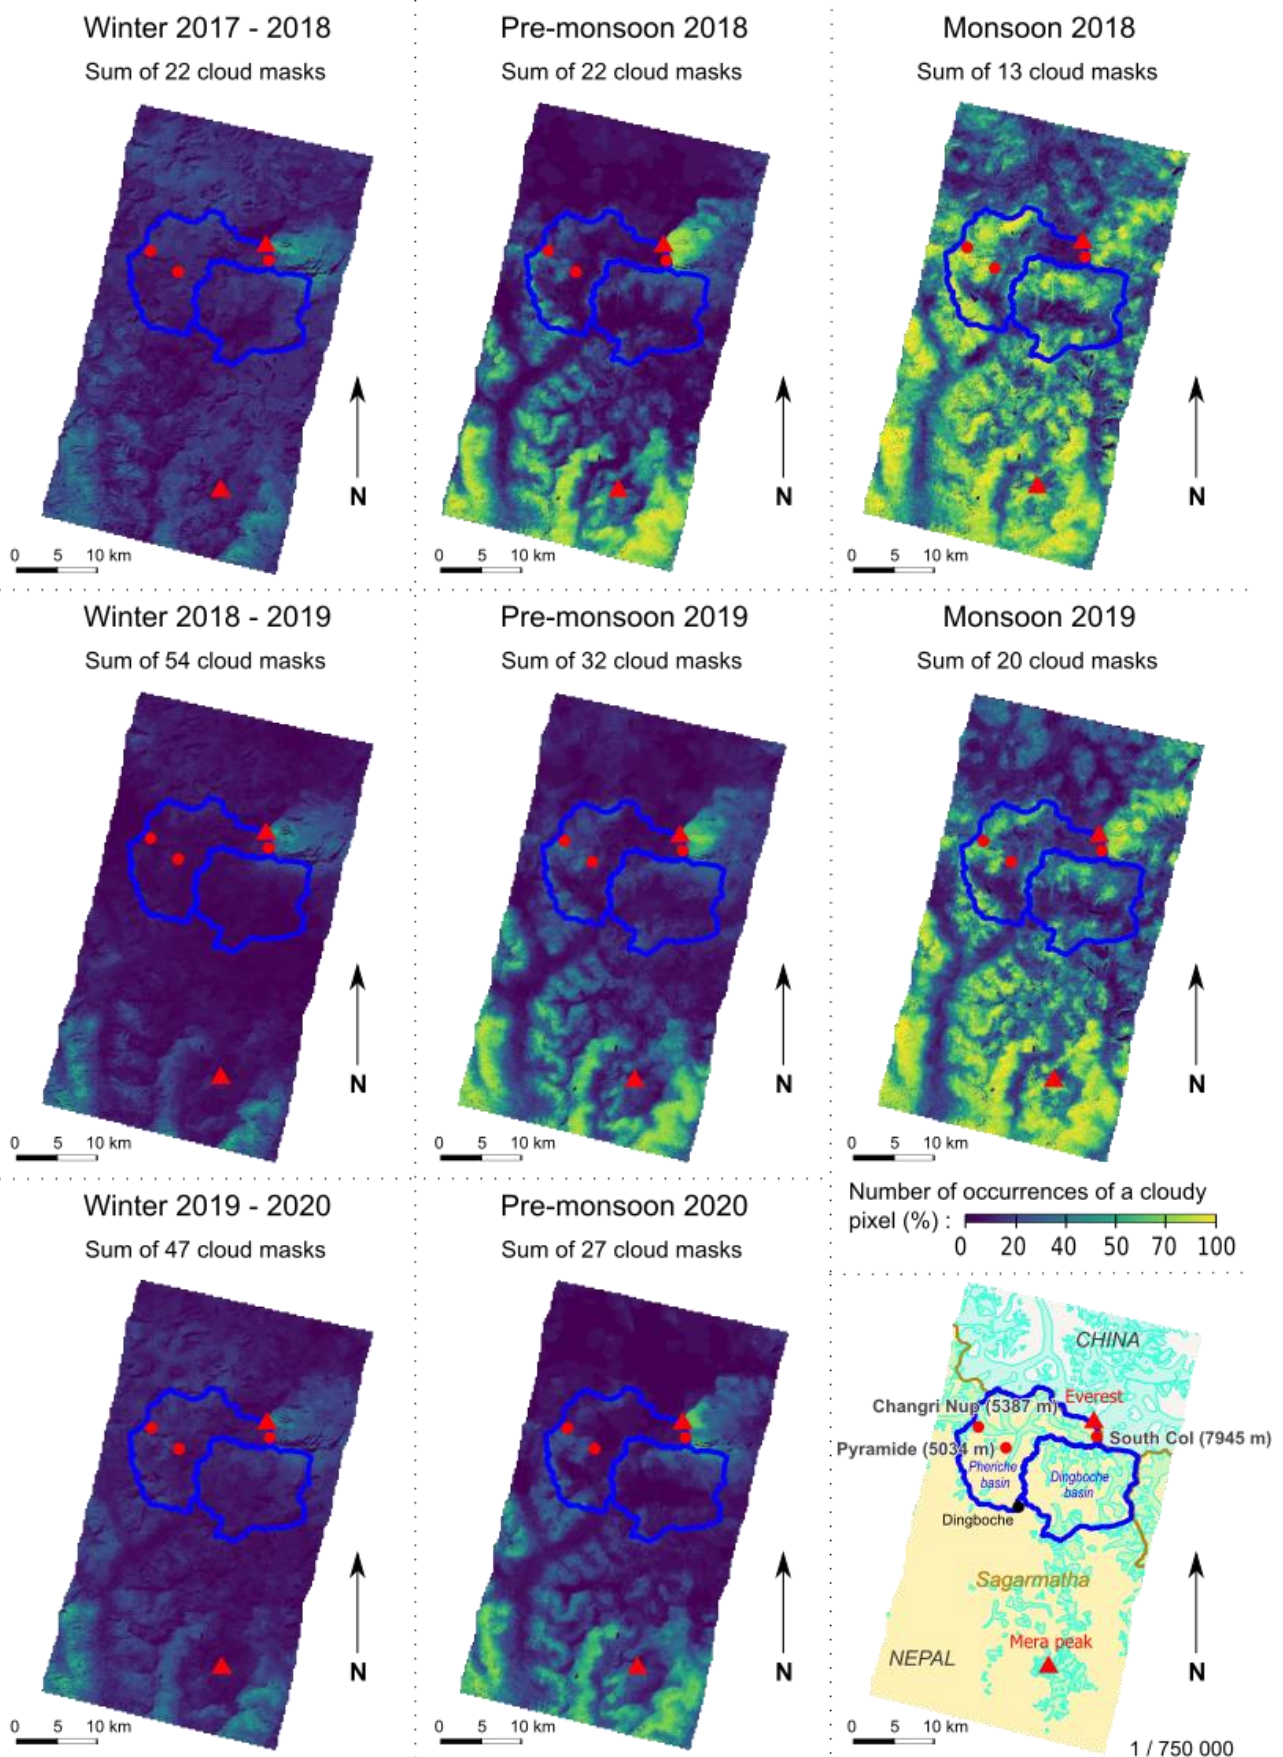 Winter 2017 - 2018
Sum of 22 cloud masks
N
0 5 10 km
Pre-monsoon 2018
Sum of 22 cloud masks
N
0 5 10 km
Monsoon 2018
Sum of 13 cloud masks
N
0 5 10 km
Winter 2018 - 2019
Sum of 54 cloud masks
N
0 5 10 km
Pre-monsoon 2019
Sum of 32 cloud masks
N
0 5 10 km
Monsoon 2019
Sum of 20 cloud masks
N
0 5 10 km
Winter 2019 - 2020
Sum of 47 cloud masks
N
0 5 10 km
Pre-monsoon 2020
Sum of 27 cloud masks
N
0 5 10 km
Number of occurrences of a cloudy
pixel (%) :
0 20 40 50 70 100
CHINA
Everest
Changri Nup (5387 m)
South Col (7945 m)
Pyramide (5034 m)
Pheriche
basin
Dingboche
basin
Dingboche
Sagarmatha
Mera peak
NEPAL
N
0 5 10 km
1 / 750 000